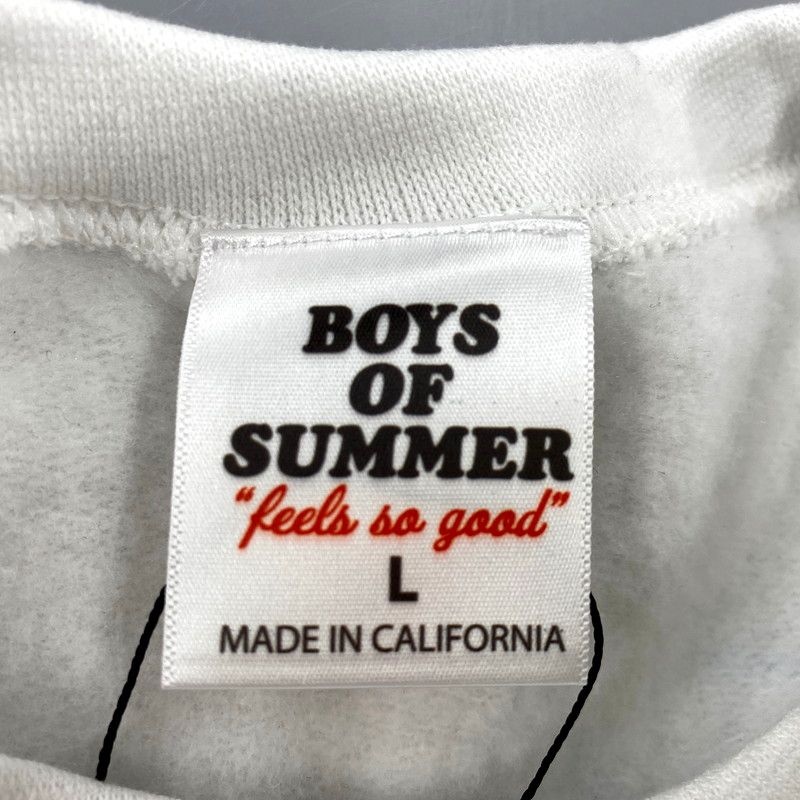 BOYS
OF
SUMMER
“feels so good”
L
MADE IN CALIFORNIA